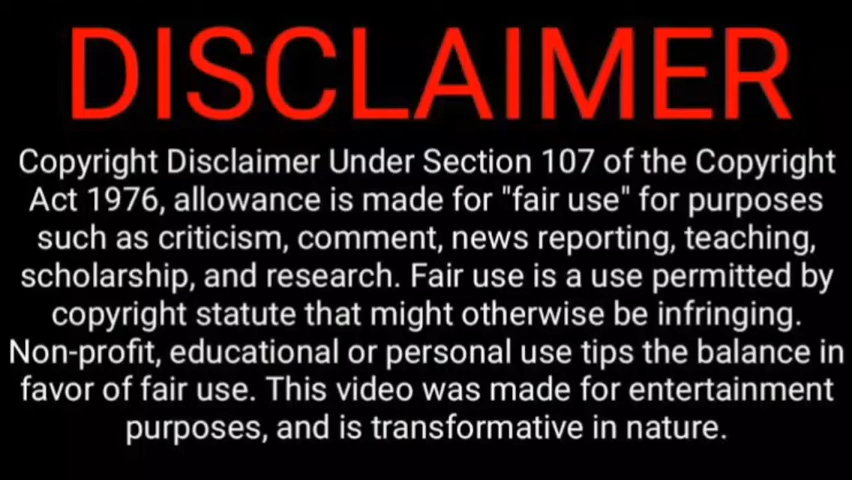 DISCLAIMER
Copyright Disclaimer Under Section 107 of the Copyright
Act 1976, allowance is made for "fair use" for purposes
such as criticism, comment, news reporting, teaching,
scholarship, and research. Fair use is a use permitted by
copyright statute that might otherwise be infringing.
Non-profit, educational or personal use tips the balance in
favor of fair use. This video was made for entertainment
purposes, and is transformative in nature.